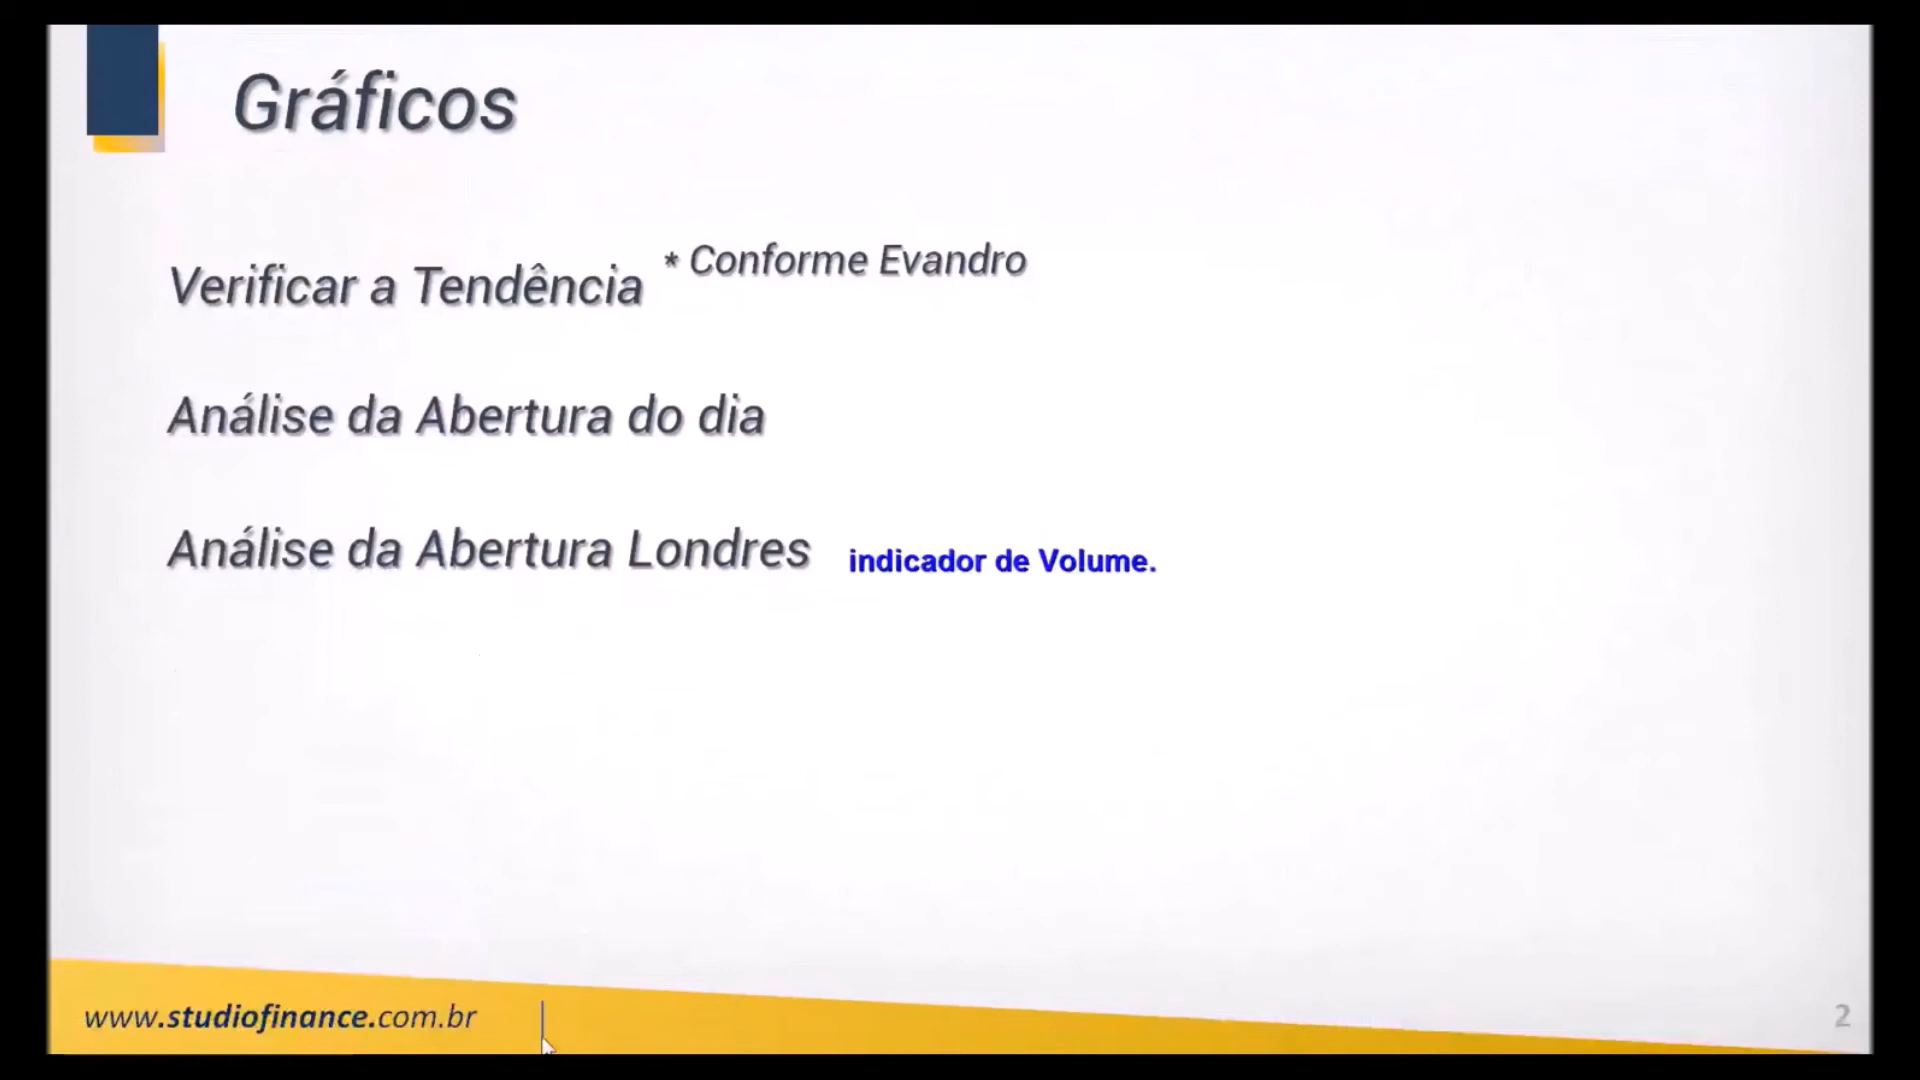 Gráficos
Verificar a Tendência * Conforme Evandro
Análise da Abertura do dia
Análise da Abertura Londres indicador de Volume.
www.studiofinance.com.br
2